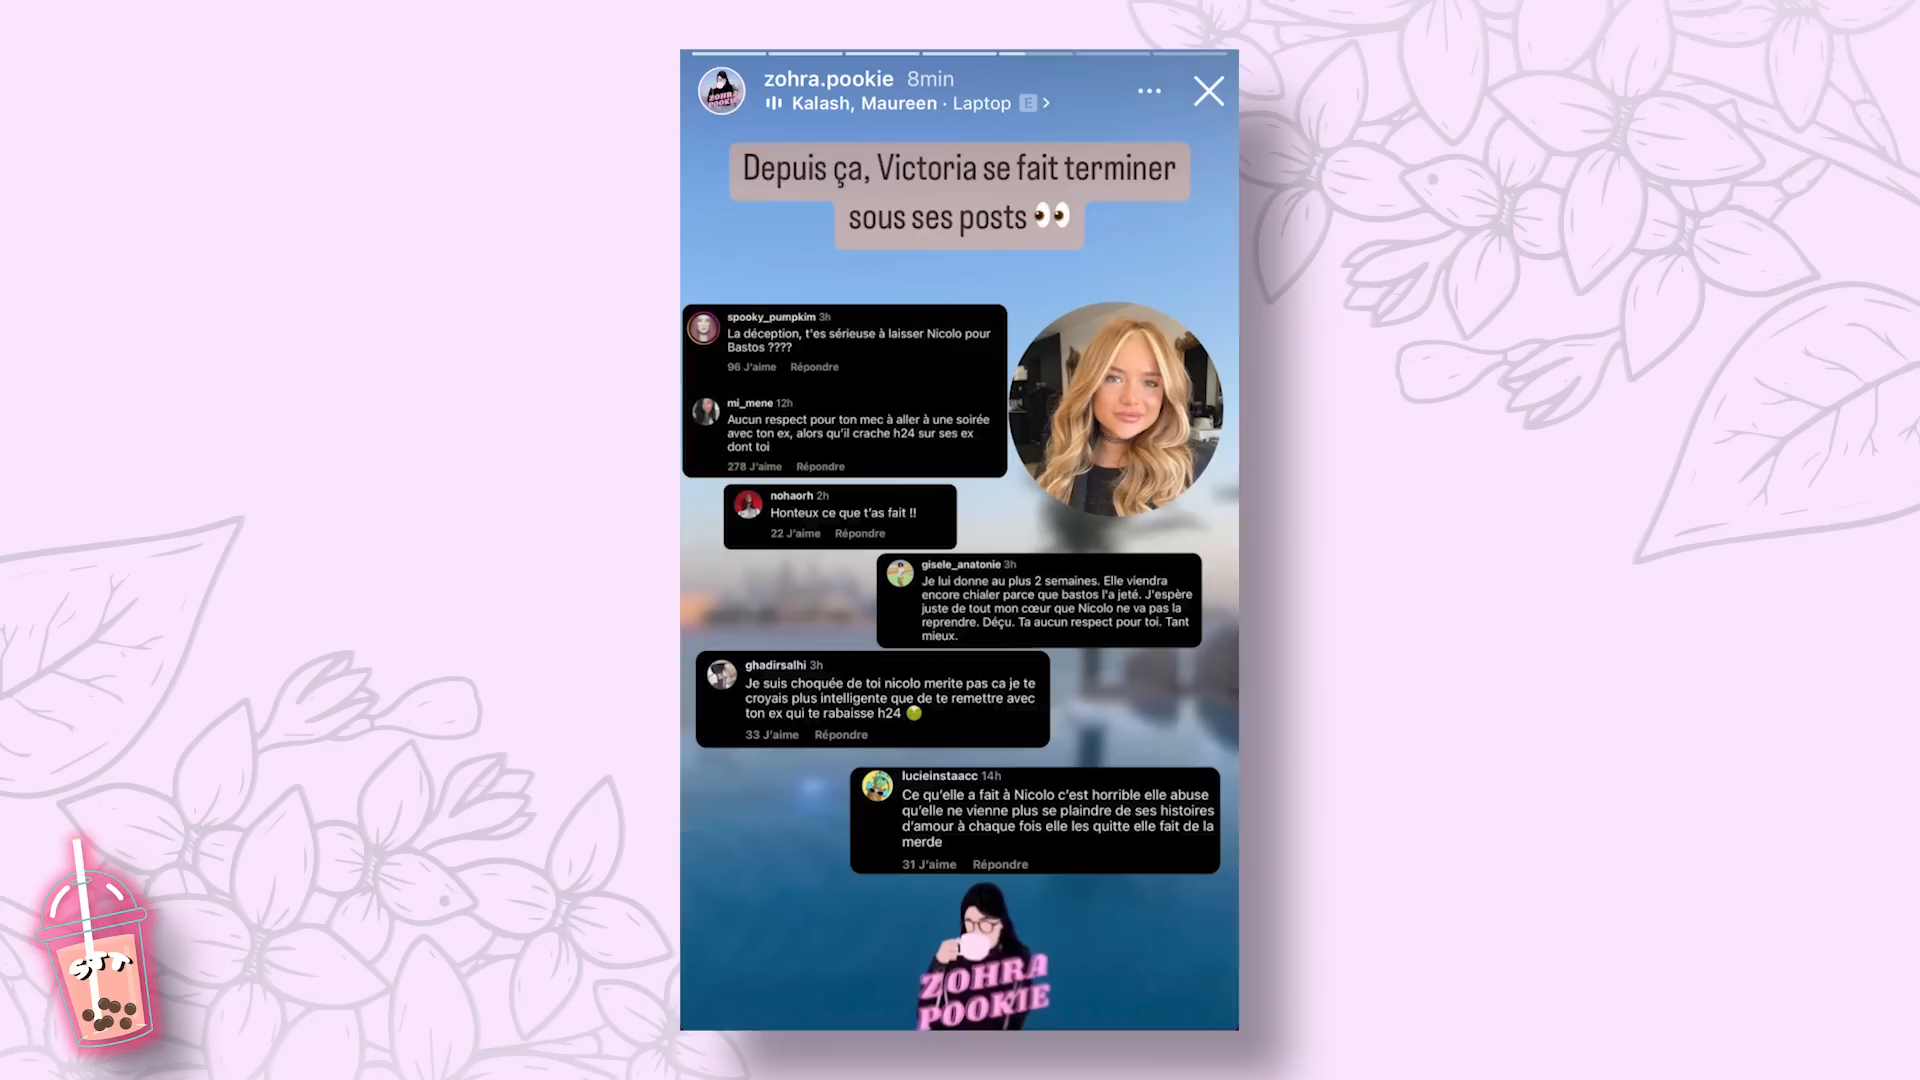 zohra.pookie 8min
Kalash, Maureen · Laptop E >
Depuis ça, Victoria se fait terminer
sous ses posts 👀
spooky_pumpkim 3h
La déception, t'es sérieuse à laisser Nicolo pour
Bastos ????
96 J'aime Répondre
mi_mene 12h
Aucun respect pour ton mec à aller à une soirée
avec ton ex, alors qu'il crache h24 sur ses ex
dont toi
278 J'aime Répondre
nohaorh 2h
Honteux ce que t'as fait !!
22 J'aime Répondre
gisele_anatonie 3h
Je lui donne au plus 2 semaines. Elle viendra
encore chialer parce que bastos l'a jeté. J'espère
juste de tout mon cœur que Nicolo ne va pas la
reprendre. Déçu. Ta aucun respect pour toi. Tant
mieux.
ghadirsalhi 3h
Je suis choquée de toi nicolo merite pas ca je te
croyais plus intelligente que de te remettre avec
ton ex qui te rabaisse h24 🤢
33 J'aime Répondre
lucieinstaacc 14h
Ce qu'elle a fait à Nicolo c'est horrible elle abuse
qu'elle ne vienne plus se plaindre de ses histoires
d'amour à chaque fois elle les quitte elle fait de la
merde
31 J'aime Répondre
ZOHRA
POOKIE
STT